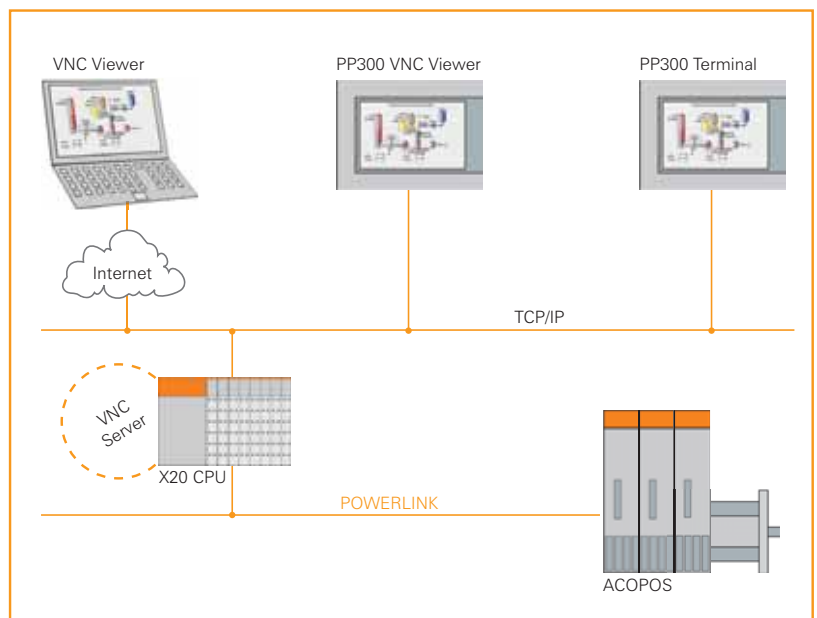 VNC Viewer
PP300 VNC Viewer
PP300 Terminal
Internet
TCP/IP
VNC
Server
X20 CPU
POWERLINK
ACOPOS